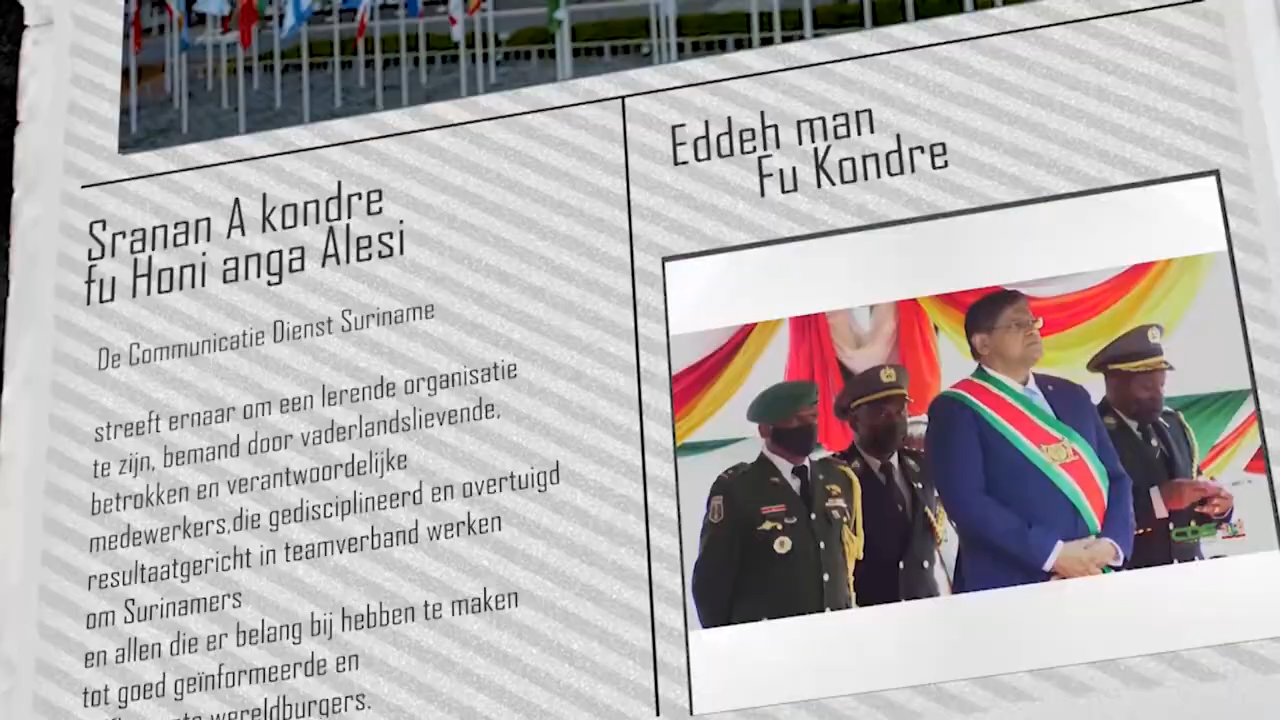 Sranan A kondre
fu Honi anga Alesi
De Communicatie Dienst Suriname
streeft ernaar om een lerende organisatie
te zijn, bemand door vaderlandslievende,
betrokken en verantwoordelijke
medewerkers,die gedisciplineerd en overtuigd
resultaatgericht in teamverband werken
om Surinamers
en allen die er belang bij hebben te maken
tot goed geïnformeerde en
wereldburgers.
Eddeh man
Fu Kondre
CDS